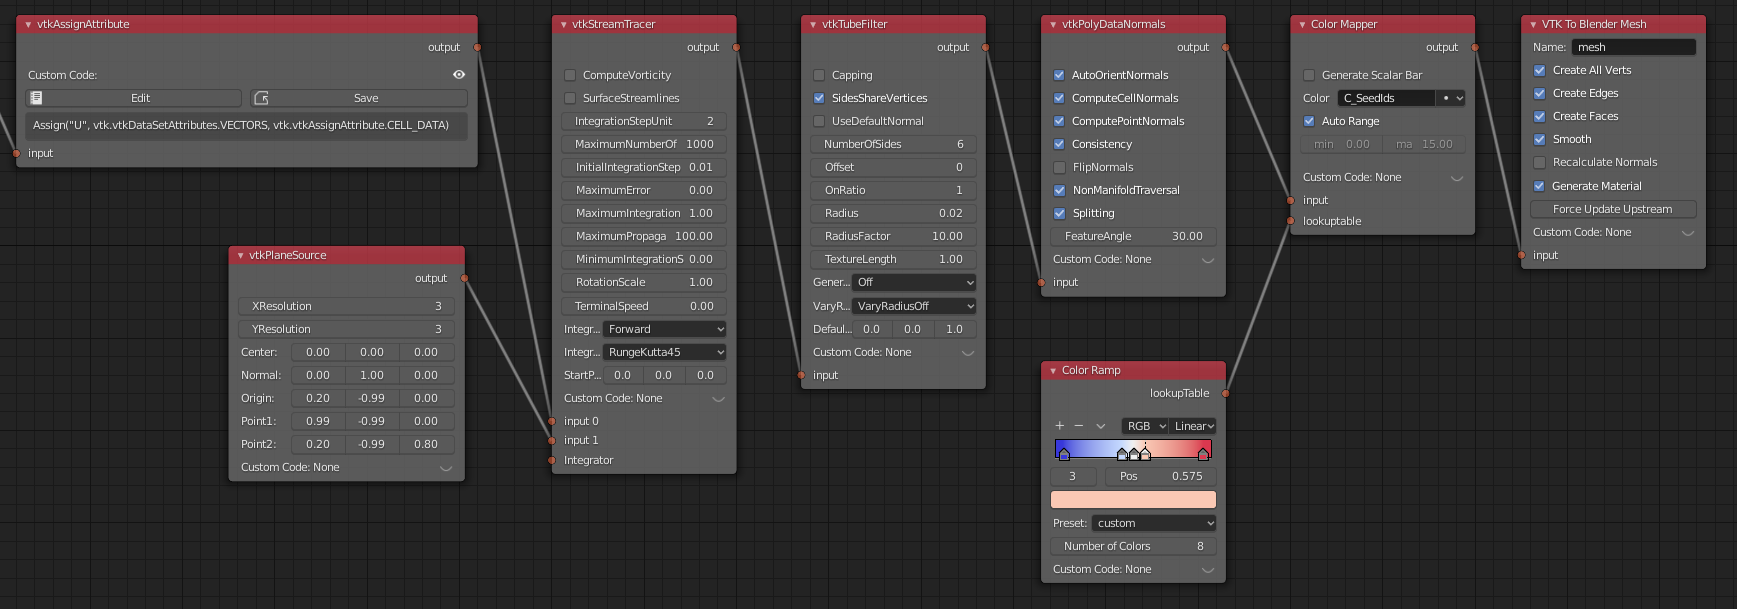 vtkAssignAttribute
output
Custom Code:
Edit
Save
Assign("U", vtk.vtkDataSetAttributes.VECTORS, vtk.vtkAssignAttribute.CELL_DATA)
input
vtkPlaneSource
output
XResolution 3
YResolution 3
Center: 0.00 0.00 0.00
Normal: 0.00 1.00 0.00
Origin: 0.20 -0.99 0.00
Point1: 0.99 -0.99 0.00
Point2: 0.20 -0.99 0.80
Custom Code: None
vtkStreamTracer
output
ComputeVorticity
SurfaceStreamlines
IntegrationStepUnit 2
MaximumNumberOf 1000
InitialIntegrationStep 0.01
MaximumError 0.00
MaximumIntegration 1.00
MaximumPropaga 100.00
MinimumIntegrationS 0.00
RotationScale 1.00
TerminalSpeed 0.00
Integr... Forward
Integr... RungeKutta45
StartP... 0.0 0.0 0.0
Custom Code: None
input 0
input 1
Integrator
vtkTubeFilter
output
Capping
SidesShareVertices
UseDefaultNormal
NumberOfSides 6
Offset 0
OnRatio 1
Radius 0.02
RadiusFactor 10.00
TextureLength 1.00
Gener... Off
VaryR... VaryRadiusOff
Defaul... 0.0 0.0 1.0
Custom Code: None
input
vtkPolyDataNormals
output
AutoOrientNormals
ComputeCellNormals
ComputePointNormals
Consistency
FlipNormals
NonManifoldTraversal
Splitting
FeatureAngle 30.00
Custom Code: None
input
Color Ramp
lookupTable
RGB Linear
3 Pos 0.575
Preset: custom
Number of Colors 8
Custom Code: None
Color Mapper
output
Generate Scalar Bar
Color C_SeedIds
Auto Range
min 0.00 ma 15.00
Custom Code: None
input
lookuptable
VTK To Blender Mesh
Name: mesh
Create All Verts
Create Edges
Create Faces
Smooth
Recalculate Normals
Generate Material
Force Update Upstream
Custom Code: None
input